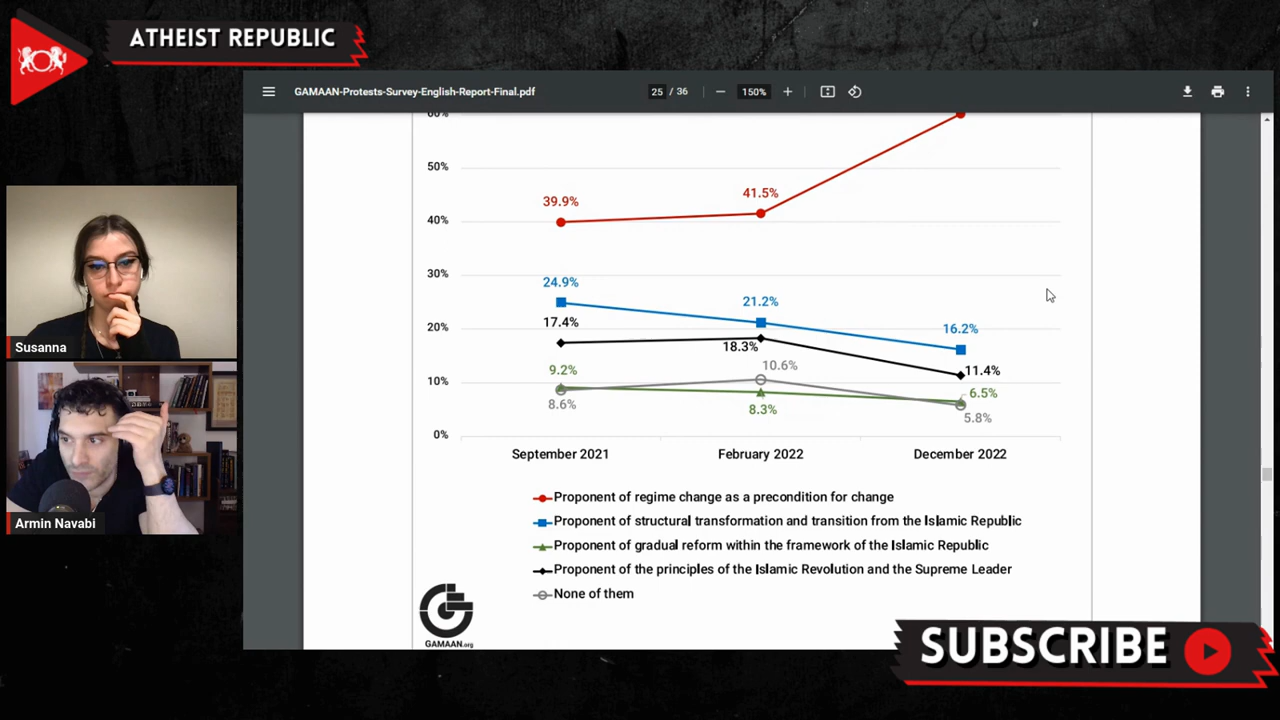 ATHEIST REPUBLIC
GAMAAN-Protests-Survey-English-Report-Final.pdf
25 / 36
150%
60%
50%
40%
30%
20%
10%
0%
39.9%
41.5%
24.9%
21.2%
16.2%
17.4%
18.3%
11.4%
9.2%
8.3%
6.5%
8.6%
10.6%
5.8%
September 2021
February 2022
December 2022
Proponent of regime change as a precondition for change
Proponent of structural transformation and transition from the Islamic Republic
Proponent of gradual reform within the framework of the Islamic Republic
Proponent of the principles of the Islamic Revolution and the Supreme Leader
None of them
GAMAAN.org
Susanna
Armin Navabi
SUBSCRIBE